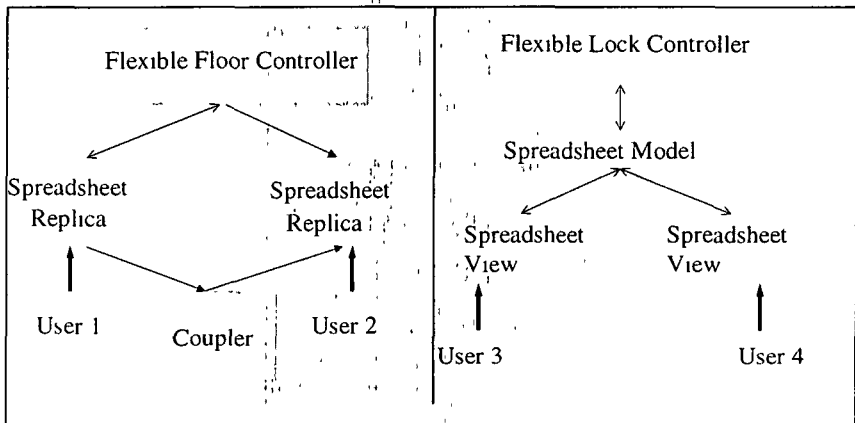 Flexible Floor Controller
Spreadsheet
Replica
Spreadsheet
Replica
User 1
Coupler
User 2
Flexible Lock Controller
Spreadsheet Model
Spreadsheet
View
Spreadsheet
View
User 3
User 4